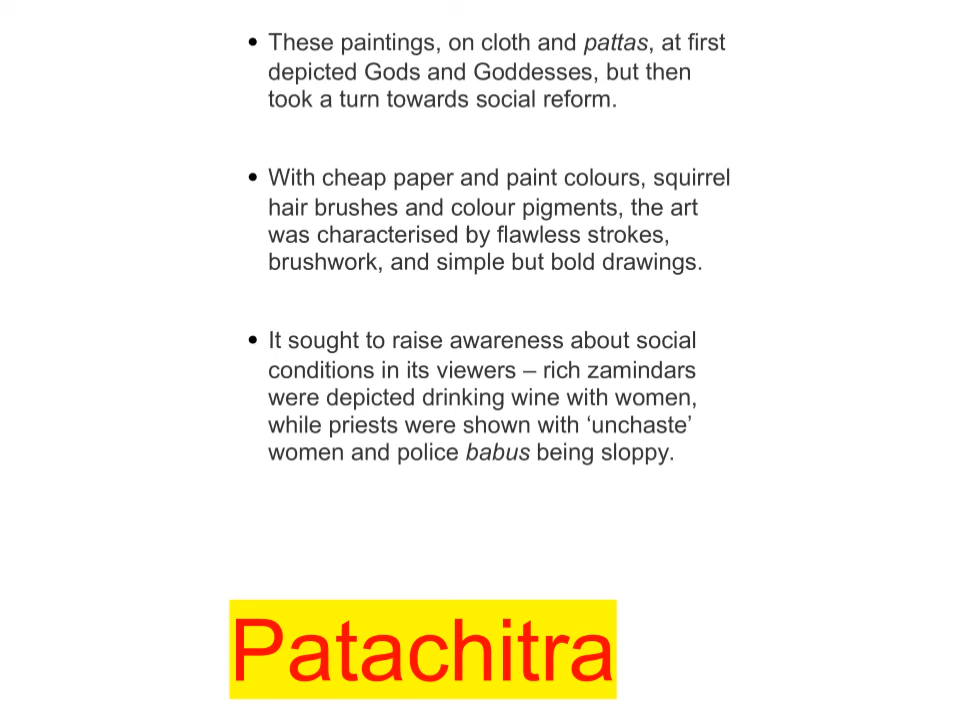 • These paintings, on cloth and pattas, at first
depicted Gods and Goddesses, but then
took a turn towards social reform.
• With cheap paper and paint colours, squirrel
hair brushes and colour pigments, the art
was characterised by flawless strokes,
brushwork, and simple but bold drawings.
• It sought to raise awareness about social
conditions in its viewers – rich zamindars
were depicted drinking wine with women,
while priests were shown with ‘unchaste’
women and police babus being sloppy.
Patachitra